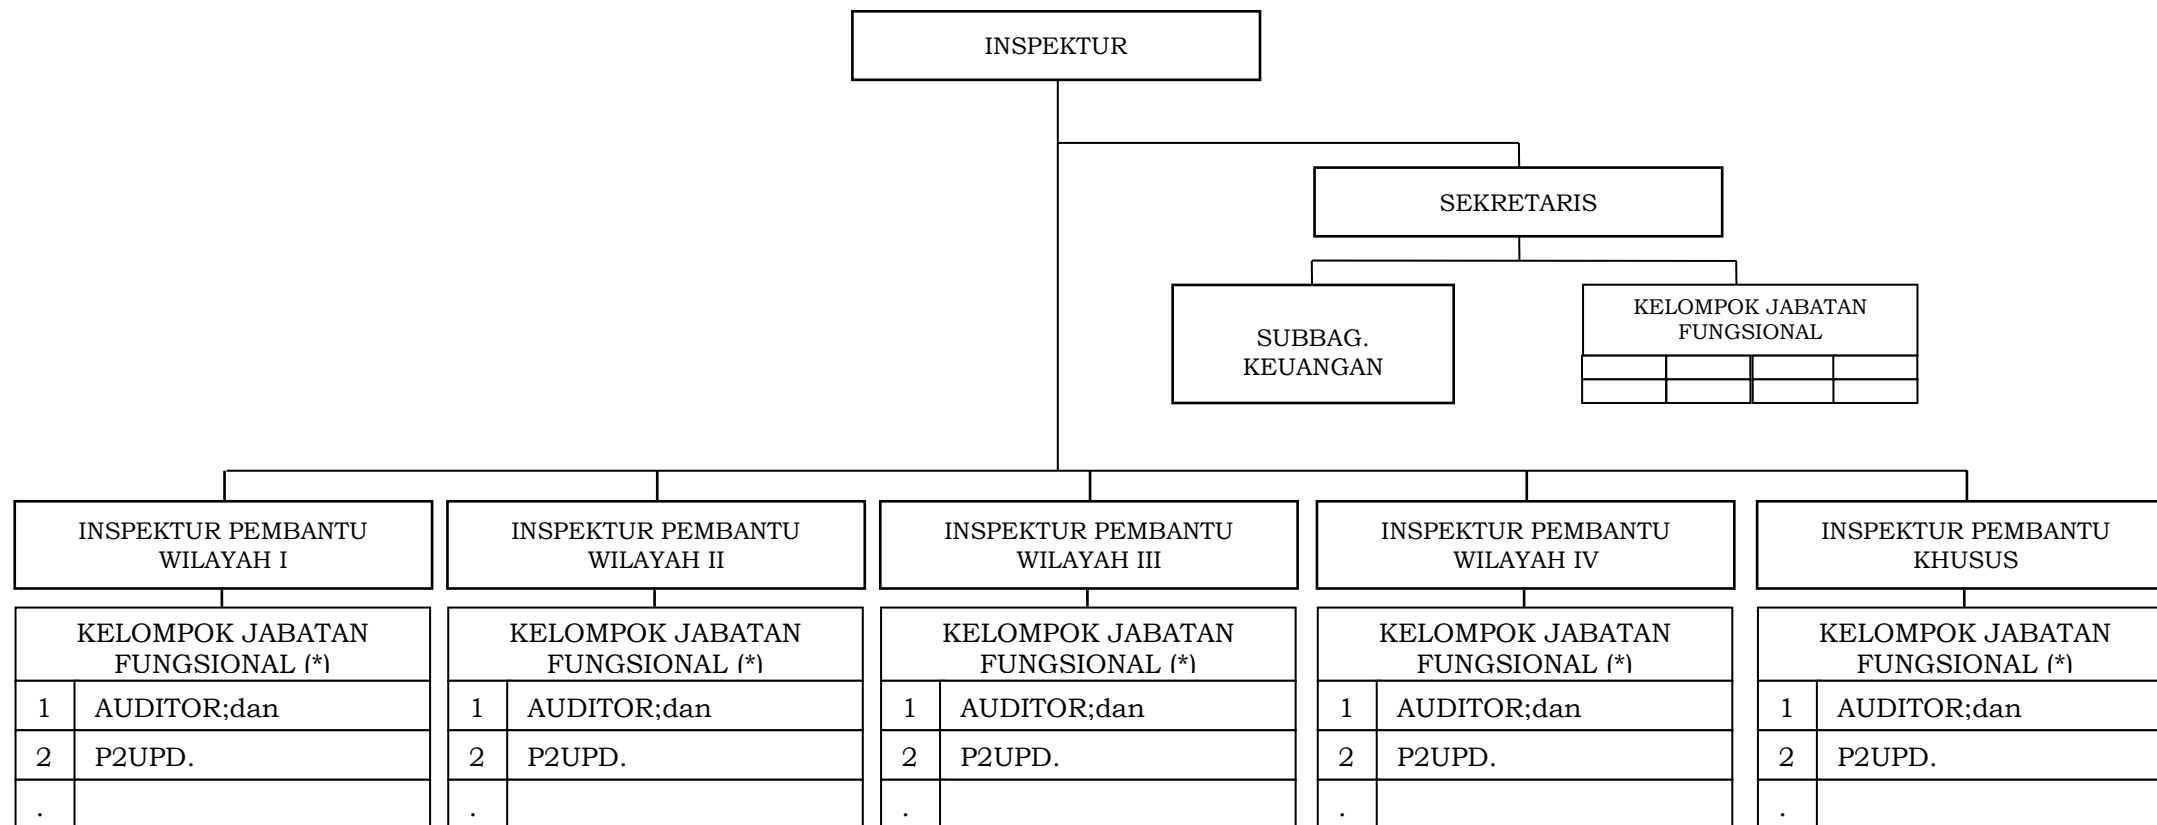 INSPEKTUR
SEKRETARIS
SUBBAG.
KEUANGAN
KELOMPOK JABATAN
FUNGSIONAL
INSPEKTUR PEMBANTU
WILAYAH I
INSPEKTUR PEMBANTU
WILAYAH II
INSPEKTUR PEMBANTU
WILAYAH III
INSPEKTUR PEMBANTU
WILAYAH IV
INSPEKTUR PEMBANTU
KHUSUS
KELOMPOK JABATAN
FUNGSIONAL (*)
1 AUDITOR;dan
2 P2UPD.
.
KELOMPOK JABATAN
FUNGSIONAL (*)
1 AUDITOR;dan
2 P2UPD.
.
KELOMPOK JABATAN
FUNGSIONAL (*)
1 AUDITOR;dan
2 P2UPD.
.
KELOMPOK JABATAN
FUNGSIONAL (*)
1 AUDITOR;dan
2 P2UPD.
.
KELOMPOK JABATAN
FUNGSIONAL (*)
1 AUDITOR;dan
2 P2UPD.
.